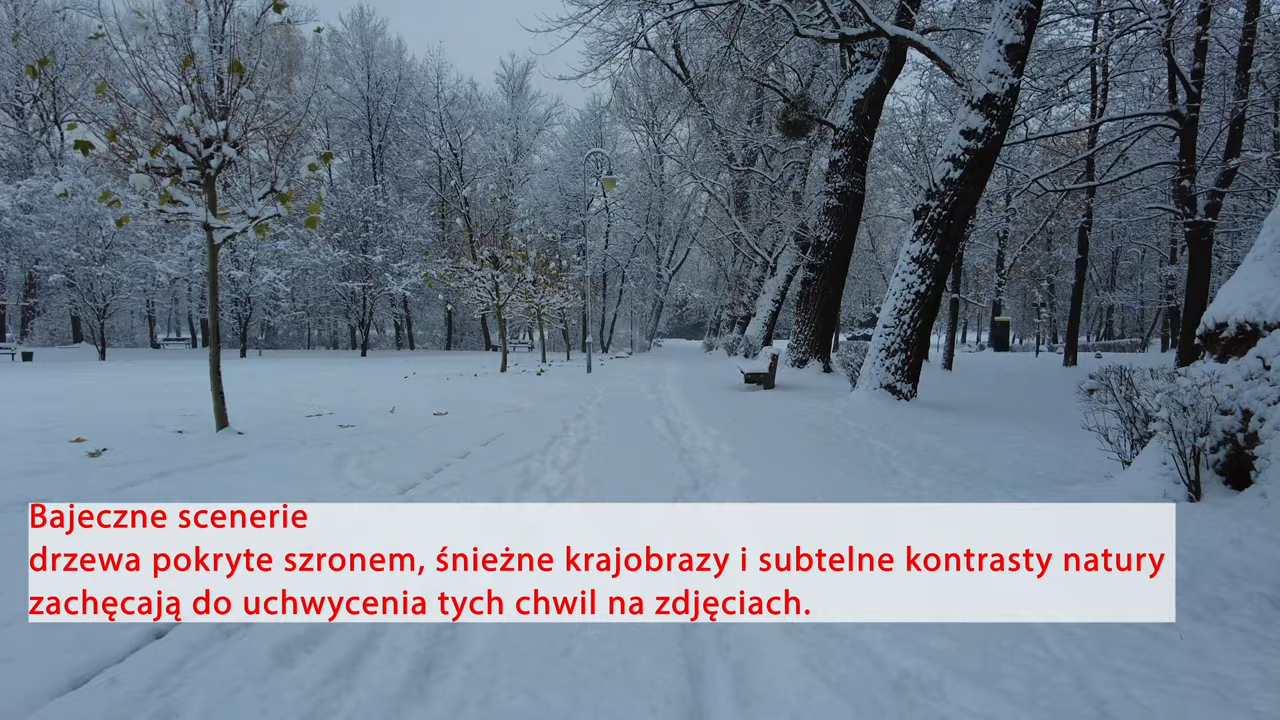 Bajeczne scenerie
drzewa pokryte szronem, śnieżne krajobrazy i subtelne kontrasty natury
zachęcają do uchwycenia tych chwil na zdjęciach.